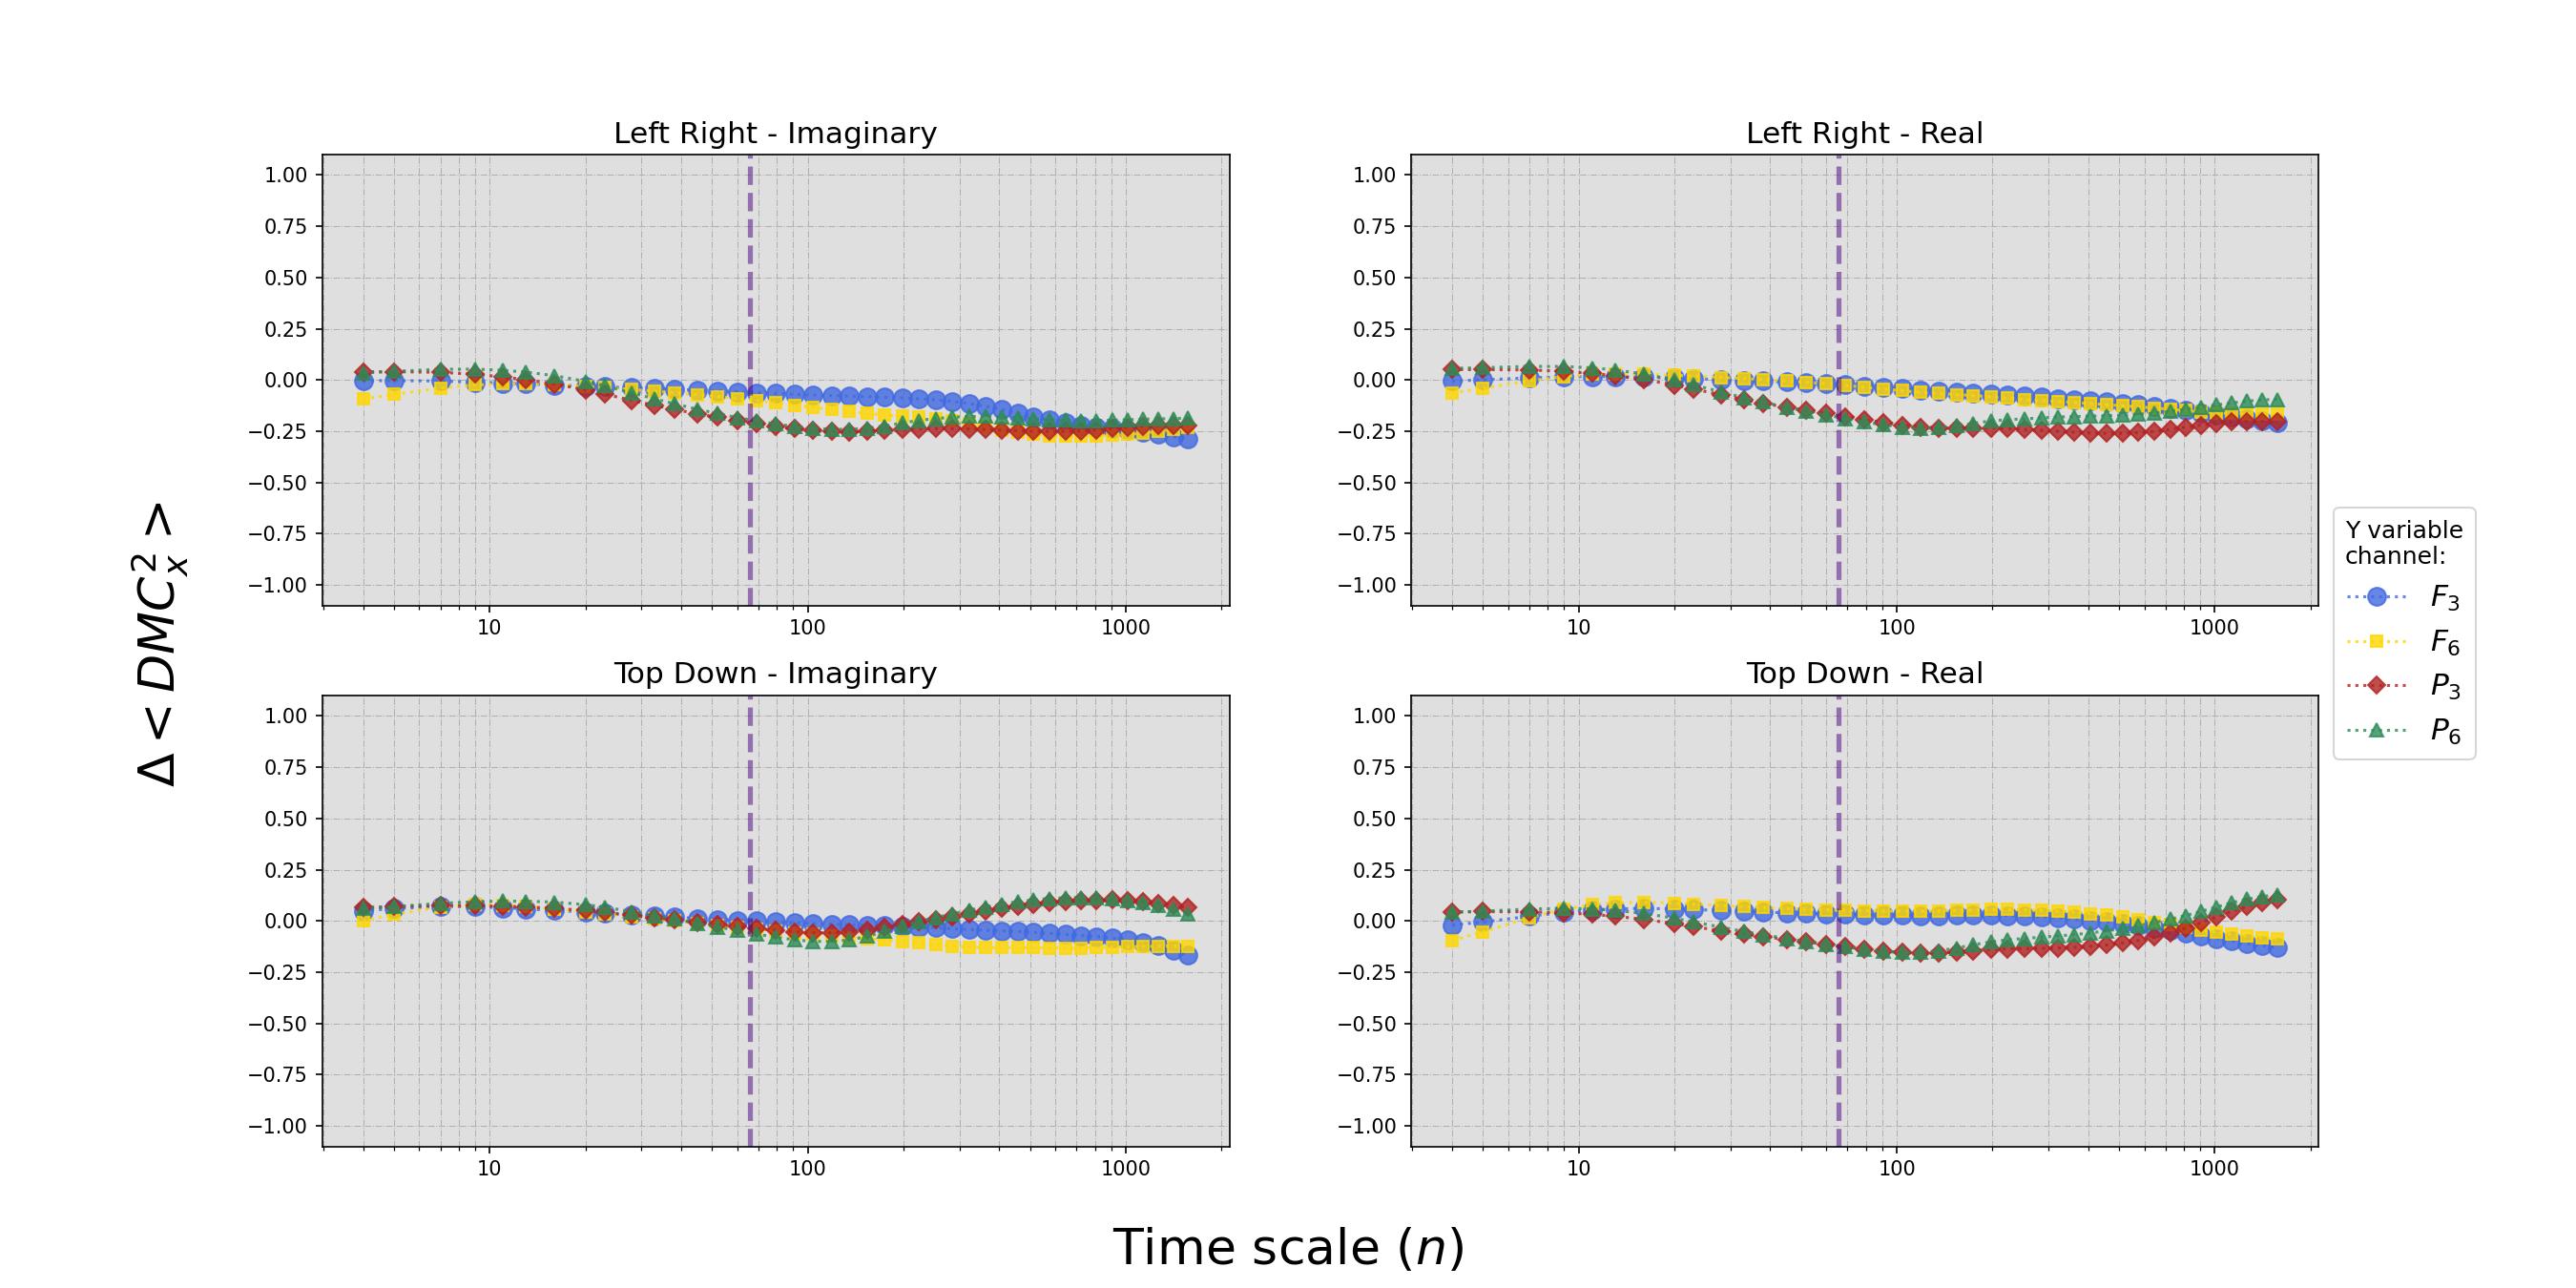 Left Right - Imaginary
1.00
0.75
0.50
0.25
0.00
−0.25
−0.50
−0.75
−1.00
10 100 1000
Left Right - Real
1.00
0.75
0.50
0.25
0.00
−0.25
−0.50
−0.75
−1.00
10 100 1000
Top Down - Imaginary
1.00
0.75
0.50
0.25
0.00
−0.25
−0.50
−0.75
−1.00
10 100 1000
Top Down - Real
1.00
0.75
0.50
0.25
0.00
−0.25
−0.50
−0.75
−1.00
10 100 1000
Δ < DMC²ₓ >
Time scale (n)
Y variable
channel:
F₃
F₆
P₃
P₆